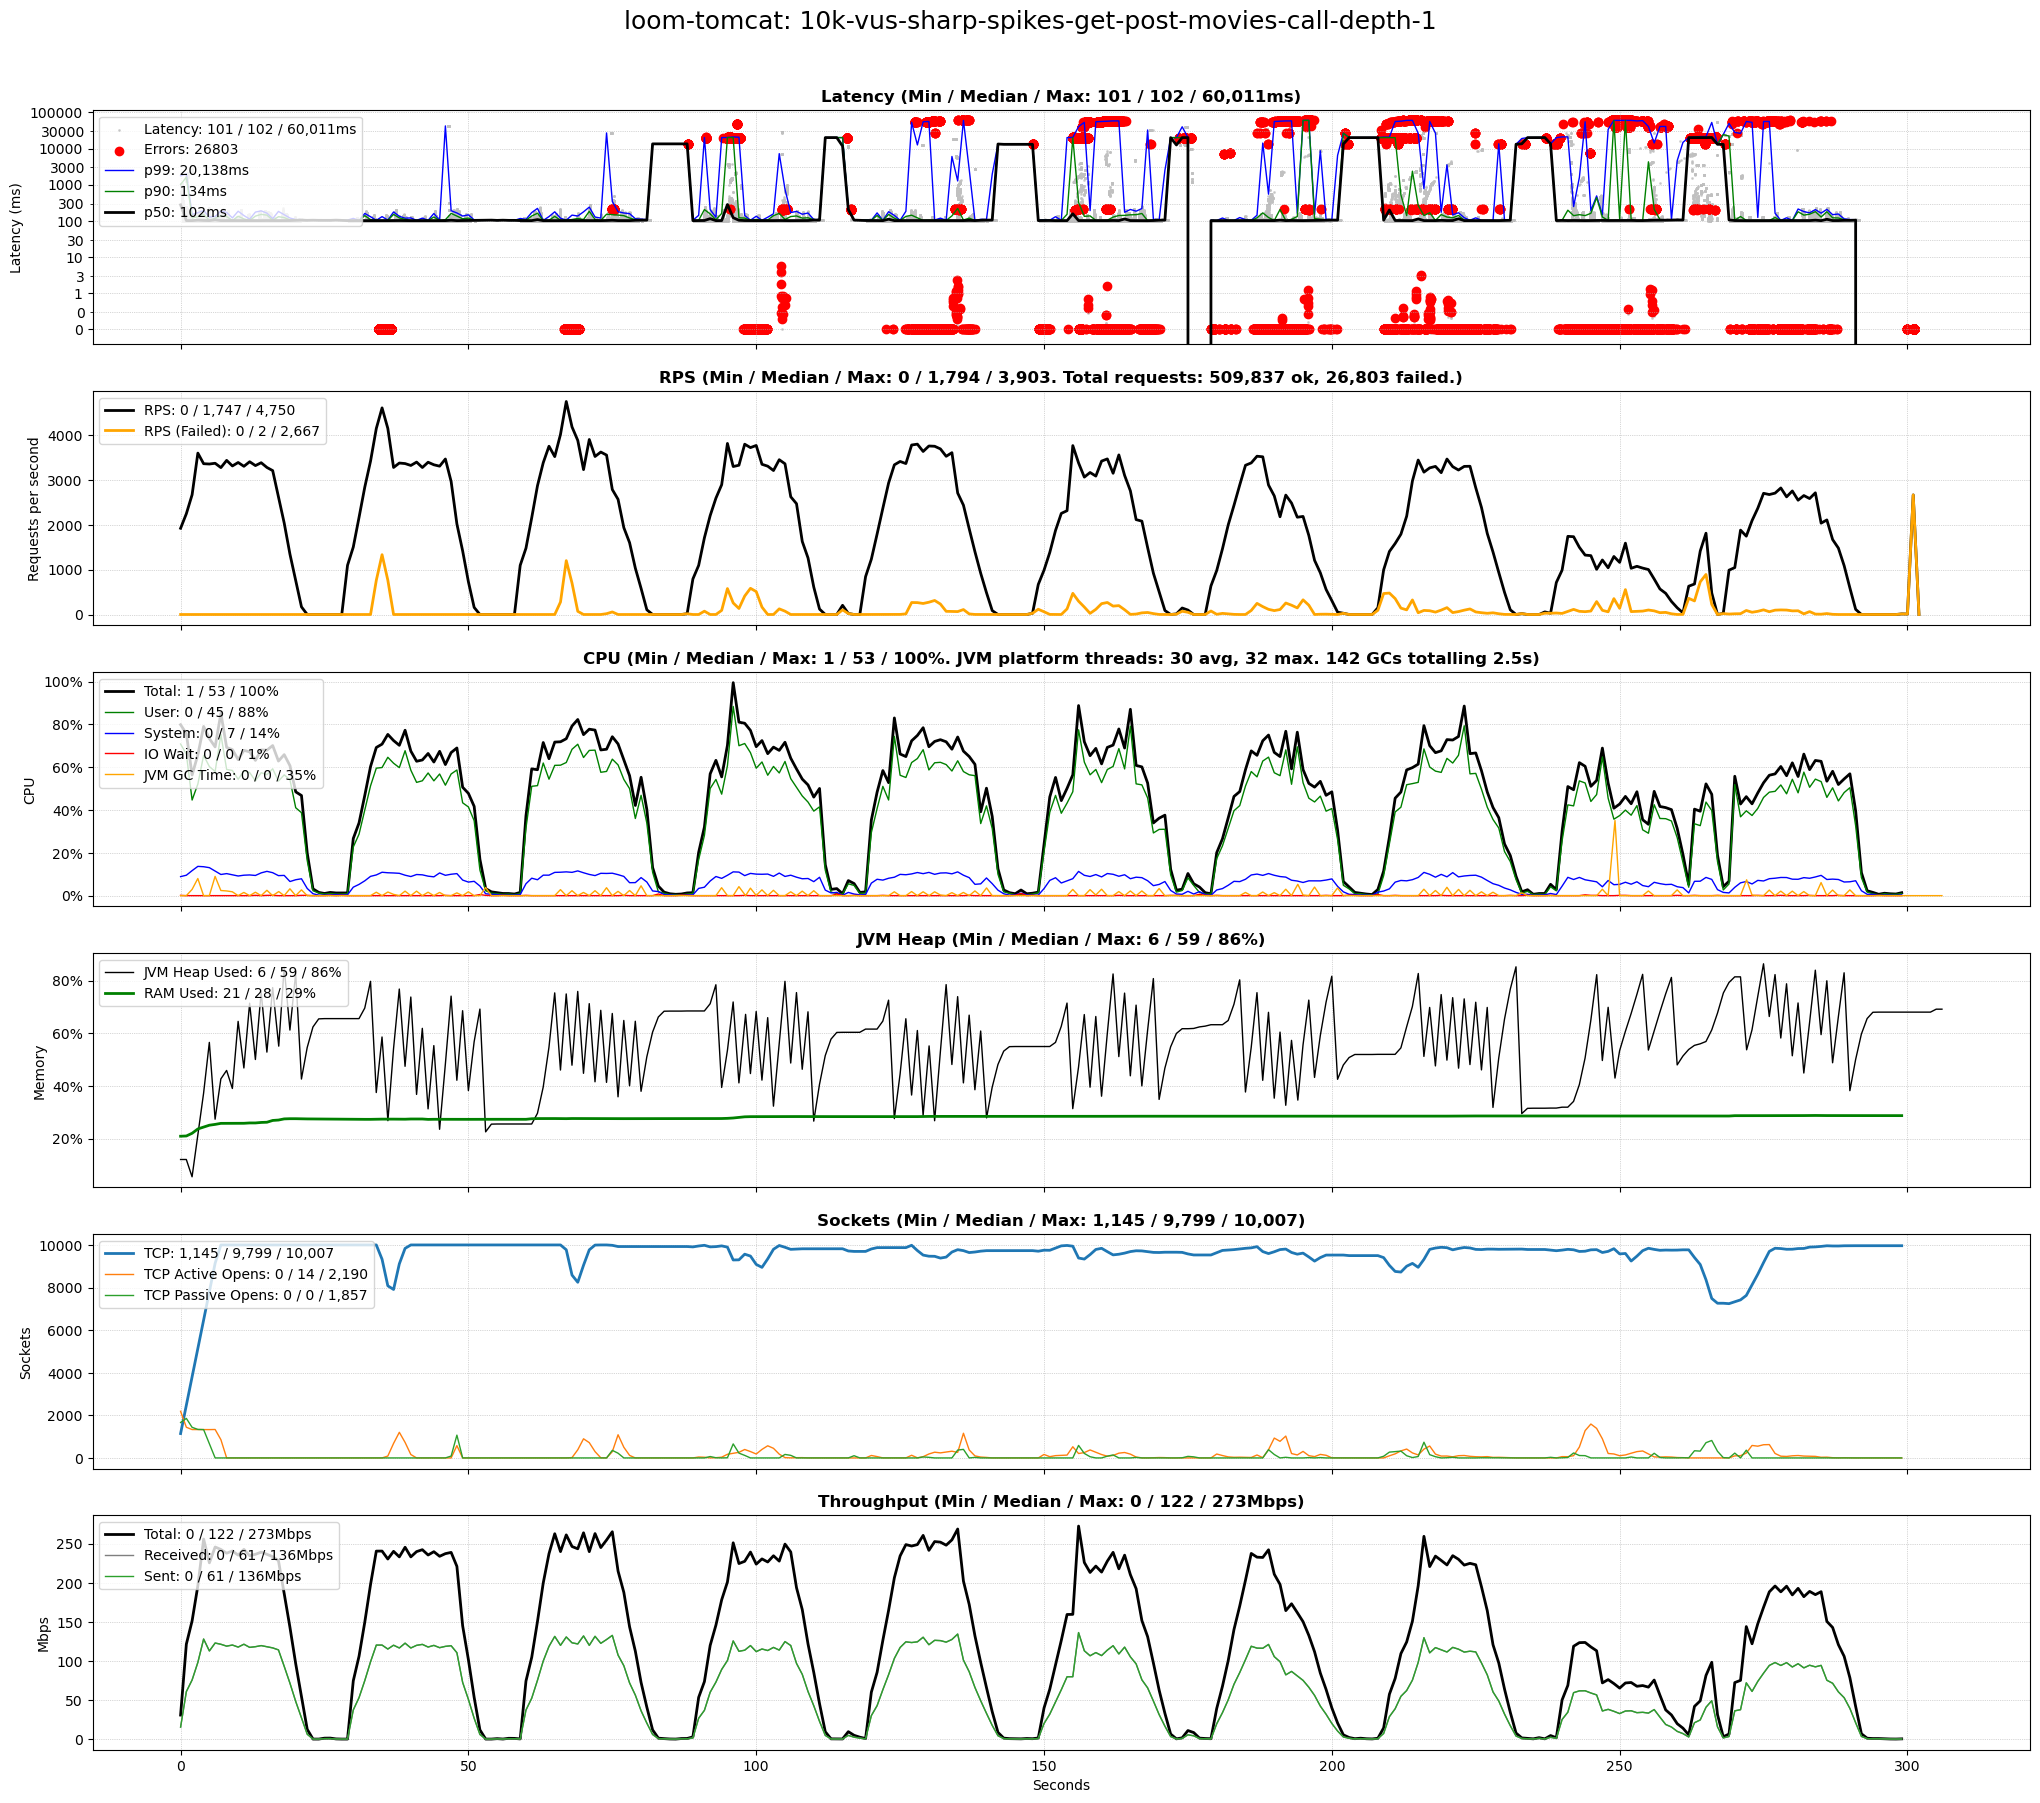 loom-tomcat: 10k-vus-sharp-spikes-get-post-movies-call-depth-1
Latency (Min / Median / Max: 101 / 102 / 60,011ms)
Latency (ms)
100000
30000
10000
3000
1000
300
100
30
10
3
1
0
0
Latency: 101 / 102 / 60,011ms
Errors: 26803
p99: 20,138ms
p90: 134ms
p50: 102ms
RPS (Min / Median / Max: 0 / 1,794 / 3,903. Total requests: 509,837 ok, 26,803 failed.)
Requests per second
4000
3000
2000
1000
0
RPS: 0 / 1,747 / 4,750
RPS (Failed): 0 / 2 / 2,667
CPU (Min / Median / Max: 1 / 53 / 100%. JVM platform threads: 30 avg, 32 max. 142 GCs totalling 2.5s)
CPU
100%
80%
60%
40%
20%
0%
Total: 1 / 53 / 100%
User: 0 / 45 / 88%
System: 0 / 7 / 14%
IO Wait: 0 / 0 / 1%
JVM GC Time: 0 / 0 / 35%
JVM Heap (Min / Median / Max: 6 / 59 / 86%)
Memory
80%
60%
40%
20%
JVM Heap Used: 6 / 59 / 86%
RAM Used: 21 / 28 / 29%
Sockets (Min / Median / Max: 1,145 / 9,799 / 10,007)
Sockets
10000
8000
6000
4000
2000
0
TCP: 1,145 / 9,799 / 10,007
TCP Active Opens: 0 / 14 / 2,190
TCP Passive Opens: 0 / 0 / 1,857
Throughput (Min / Median / Max: 0 / 122 / 273Mbps)
Mbps
250
200
150
100
50
0
Total: 0 / 122 / 273Mbps
Received: 0 / 61 / 136Mbps
Sent: 0 / 61 / 136Mbps
0 50 100 150 200 250 300
Seconds